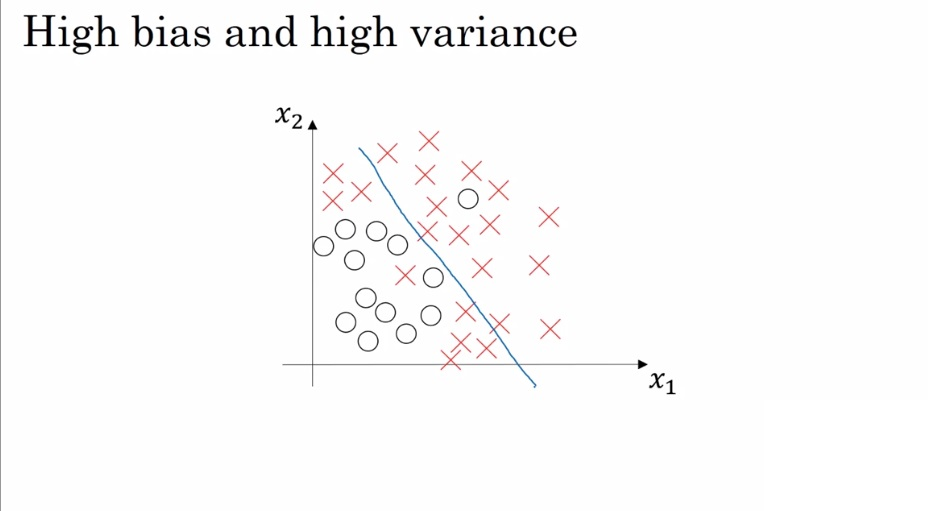 High bias and high variance
x₂
x₁